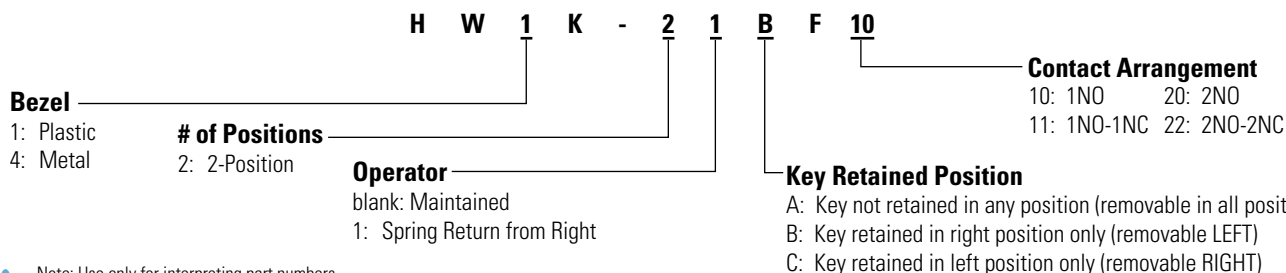 H W 1 K - 2 1 B F 10
Bezel
1: Plastic
4: Metal
# of Positions
2: 2-Position
Operator
blank: Maintained
1: Spring Return from Right
Contact Arrangement
10: 1NO 20: 2NO
11: 1NO-1NC 22: 2NO-2NC
Key Retained Position
A: Key not retained in any position (removable in all posit
B: Key retained in right position only (removable LEFT)
C: Key retained in left position only (removable RIGHT)
Note: Use only for interpreting part numbers